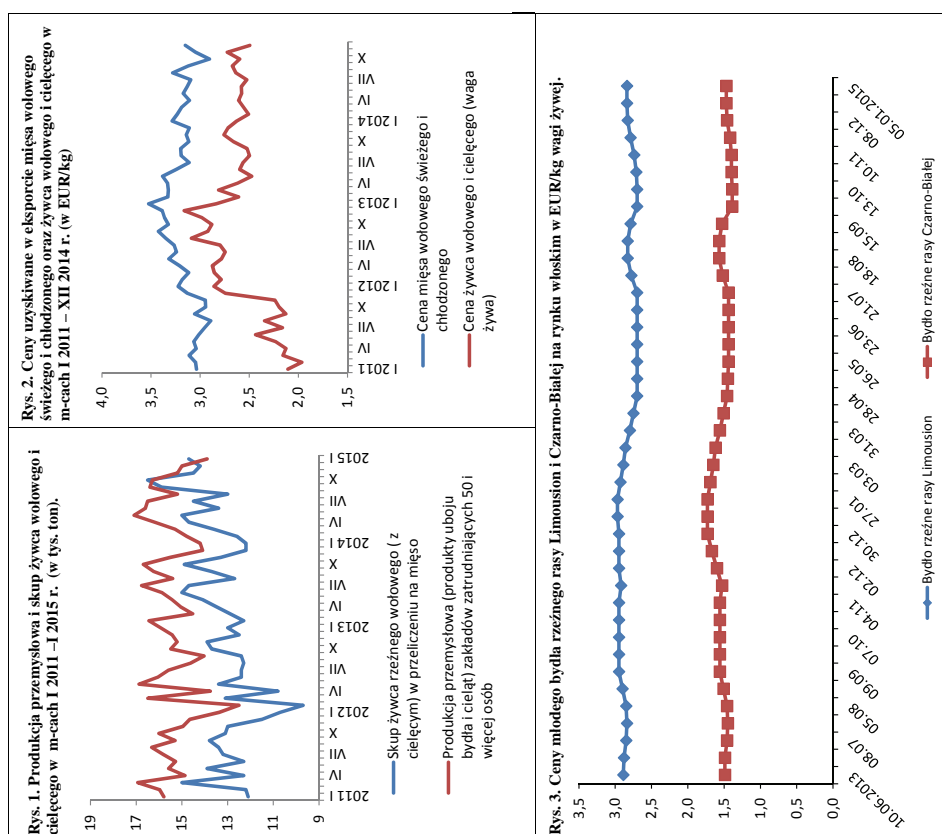 Rys. 1. Produkcja przemysłowa i skup żywca wołowego i
cielęcego w m-cach I 2011 –I 2015 r. (w tys. ton).
19
17
15
13
11
9
2011 I
IV
VII
X
2012 I
IV
VII
X
2013 I
IV
VII
X
2014 I
IV
VII
X
2015 I
Skup żywca rzeźnego wołowego ( z
cielęcym) w przeliczeniu na mięso
Produkcja przemysłowa (produkty uboju
bydła i cieląt) zakładów zatrudniających 50 i
więcej osób
Rys. 2. Ceny uzyskiwane w eksporcie mięsa wołowego
świeżego i chłodzonego oraz żywca wołowego i cielęcego w
m-cach I 2011 – XII 2014 r. (w EUR/kg)
4,0
3,5
3,0
2,5
2,0
1,5
I 2011
IV
VII
X
I 2012
IV
VII
X
I 2013
IV
VII
X
I 2014
IV
VII
X
Cena mięsa wołowego świeżego i
chłodzonego
Cena żywca wołowego i cielęcego (waga
żywa)
Rys. 3. Ceny młodego bydła rzeźnego rasy Limousion i Czarno-Białej na rynku włoskim w EUR/kg wagi żywej.
3,5
3,0
2,5
2,0
1,5
1,0
0,5
0,0
10.06.2013
08.07
05.08
09.09
07.10
04.11
02.12
30.12
27.01
03.03
31.03
28.04
26.05
23.06
21.07
18.08
15.09
13.10
10.11
08.12
05.01.2015
Bydło rzeźne rasy Limousion
Bydło rzeźne rasy Czarno-Białej